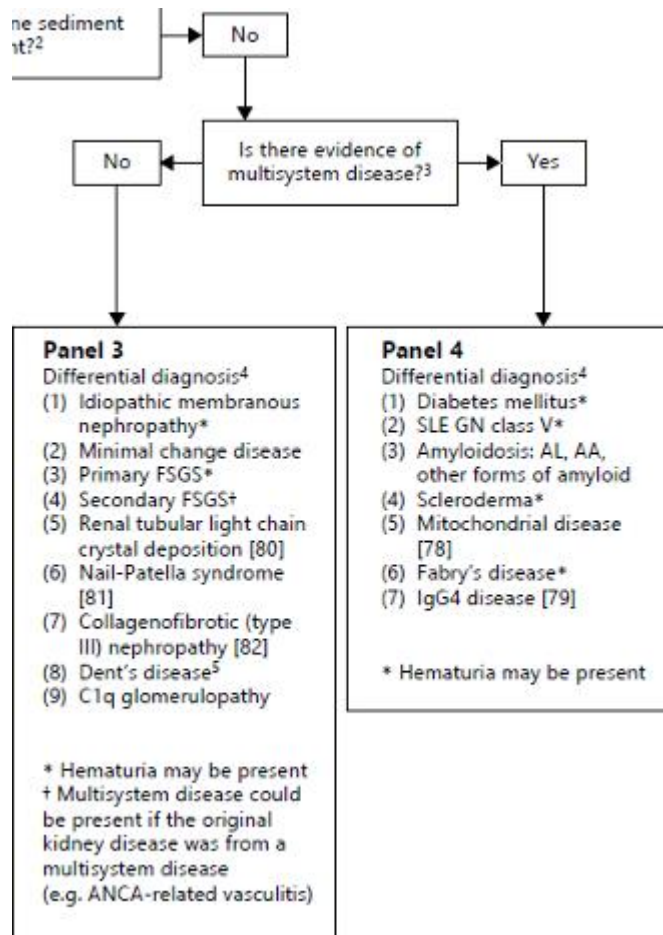 ne sediment
nt?²
No
Is there evidence of
multisystem disease?³
No
Yes
Panel 3
Differential diagnosis⁴
(1) Idiopathic membranous
nephropathy*
(2) Minimal change disease
(3) Primary FSGS*
(4) Secondary FSGS†
(5) Renal tubular light chain
crystal deposition [80]
(6) Nail-Patella syndrome
[81]
(7) Collagenofibrotic (type
III) nephropathy [82]
(8) Dent's disease⁵
(9) C1q glomerulopathy
* Hematuria may be present
† Multisystem disease could
be present if the original
kidney disease was from a
multisystem disease
(e.g. ANCA-related vasculitis)
Panel 4
Differential diagnosis⁴
(1) Diabetes mellitus*
(2) SLE GN class V*
(3) Amyloidosis: AL, AA,
other forms of amyloid
(4) Scleroderma*
(5) Mitochondrial disease
[78]
(6) Fabry's disease*
(7) IgG4 disease [79]
* Hematuria may be present